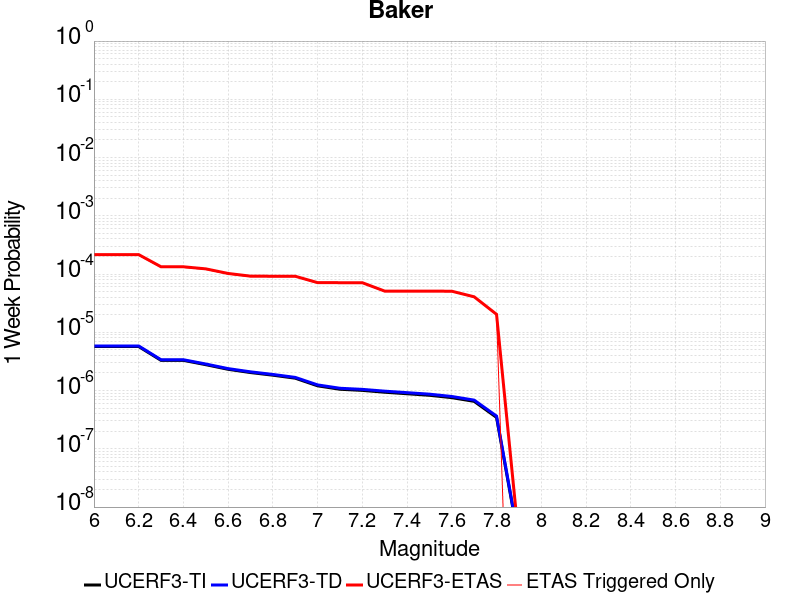 Baker
10^0
10^-1
10^-2
10^-3
10^-4
10^-5
10^-6
10^-7
10^-8
1 Week Probability
6 6.2 6.4 6.6 6.8 7 7.2 7.4 7.6 7.8 8 8.2 8.4 8.6 8.8 9
Magnitude
UCERF3-TI UCERF3-TD UCERF3-ETAS ETAS Triggered Only